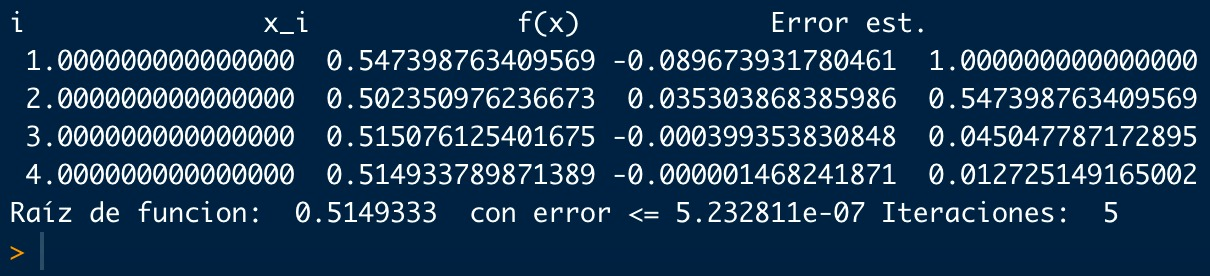 i x_i f(x) Error est.
1.000000000000000 0.547398763409569 -0.089673931780461 1.000000000000000
2.000000000000000 0.502350976236673 0.035303868385986 0.547398763409569
3.000000000000000 0.515076125401675 -0.000399353830848 0.045047787172895
4.000000000000000 0.514933789871389 -0.000001468241871 0.012725149165002
Raíz de funcion: 0.5149333 con error <= 5.232811e-07 Iteraciones: 5
>